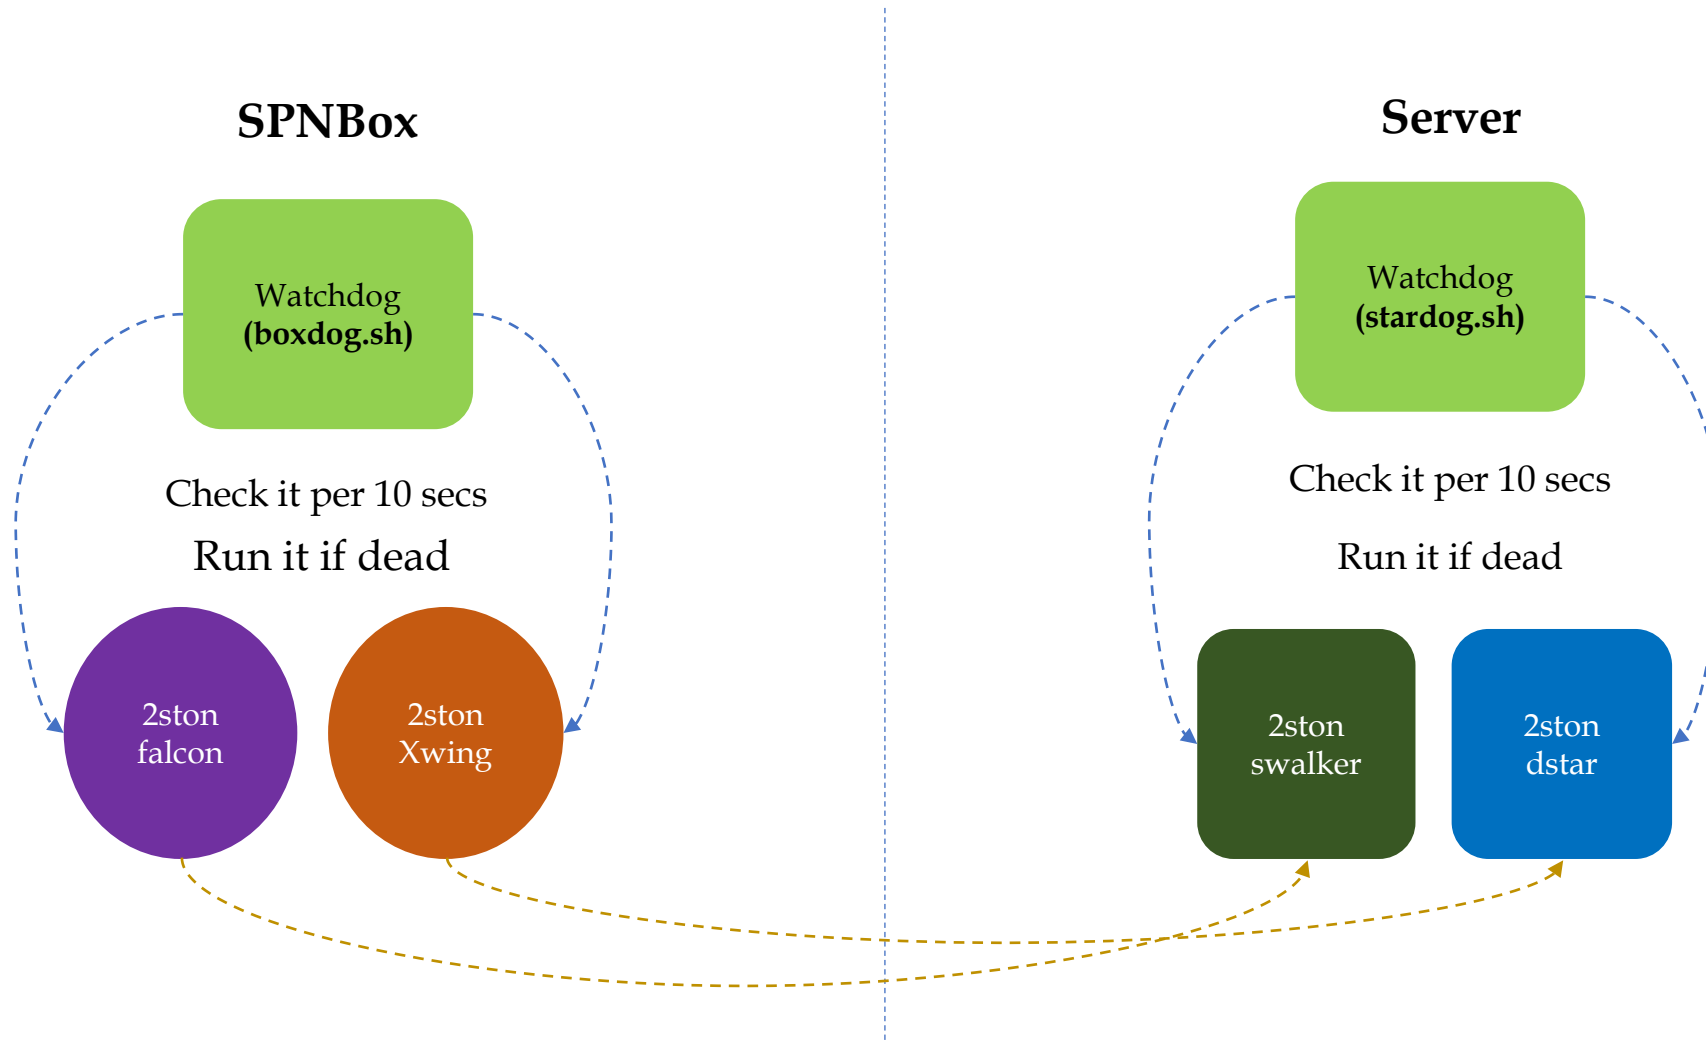 SPNBox
Watchdog
(boxdog.sh)
Check it per 10 secs
Run it if dead
2ston
falcon
2ston
Xwing
Server
Watchdog
(stardog.sh)
Check it per 10 secs
Run it if dead
2ston
swalker
2ston
dstar